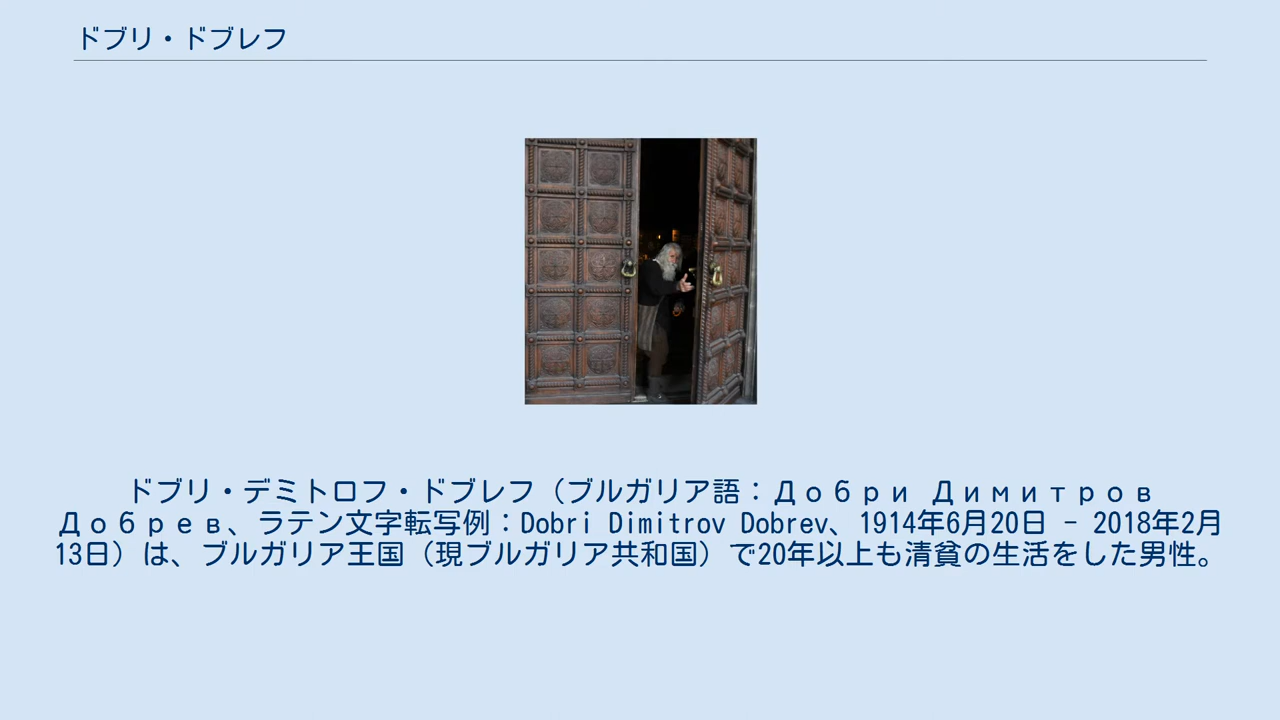 ドブリ・ドブレフ
ドブリ・デミトロフ・ドブレフ（ブルガリア語：Добри Димитров
Добрев、ラテン文字転写例：Dobri Dimitrov Dobrev、1914年6月20日 - 2018年2月
13日）は、ブルガリア王国（現ブルガリア共和国）で20年以上も清貧の生活をした男性。